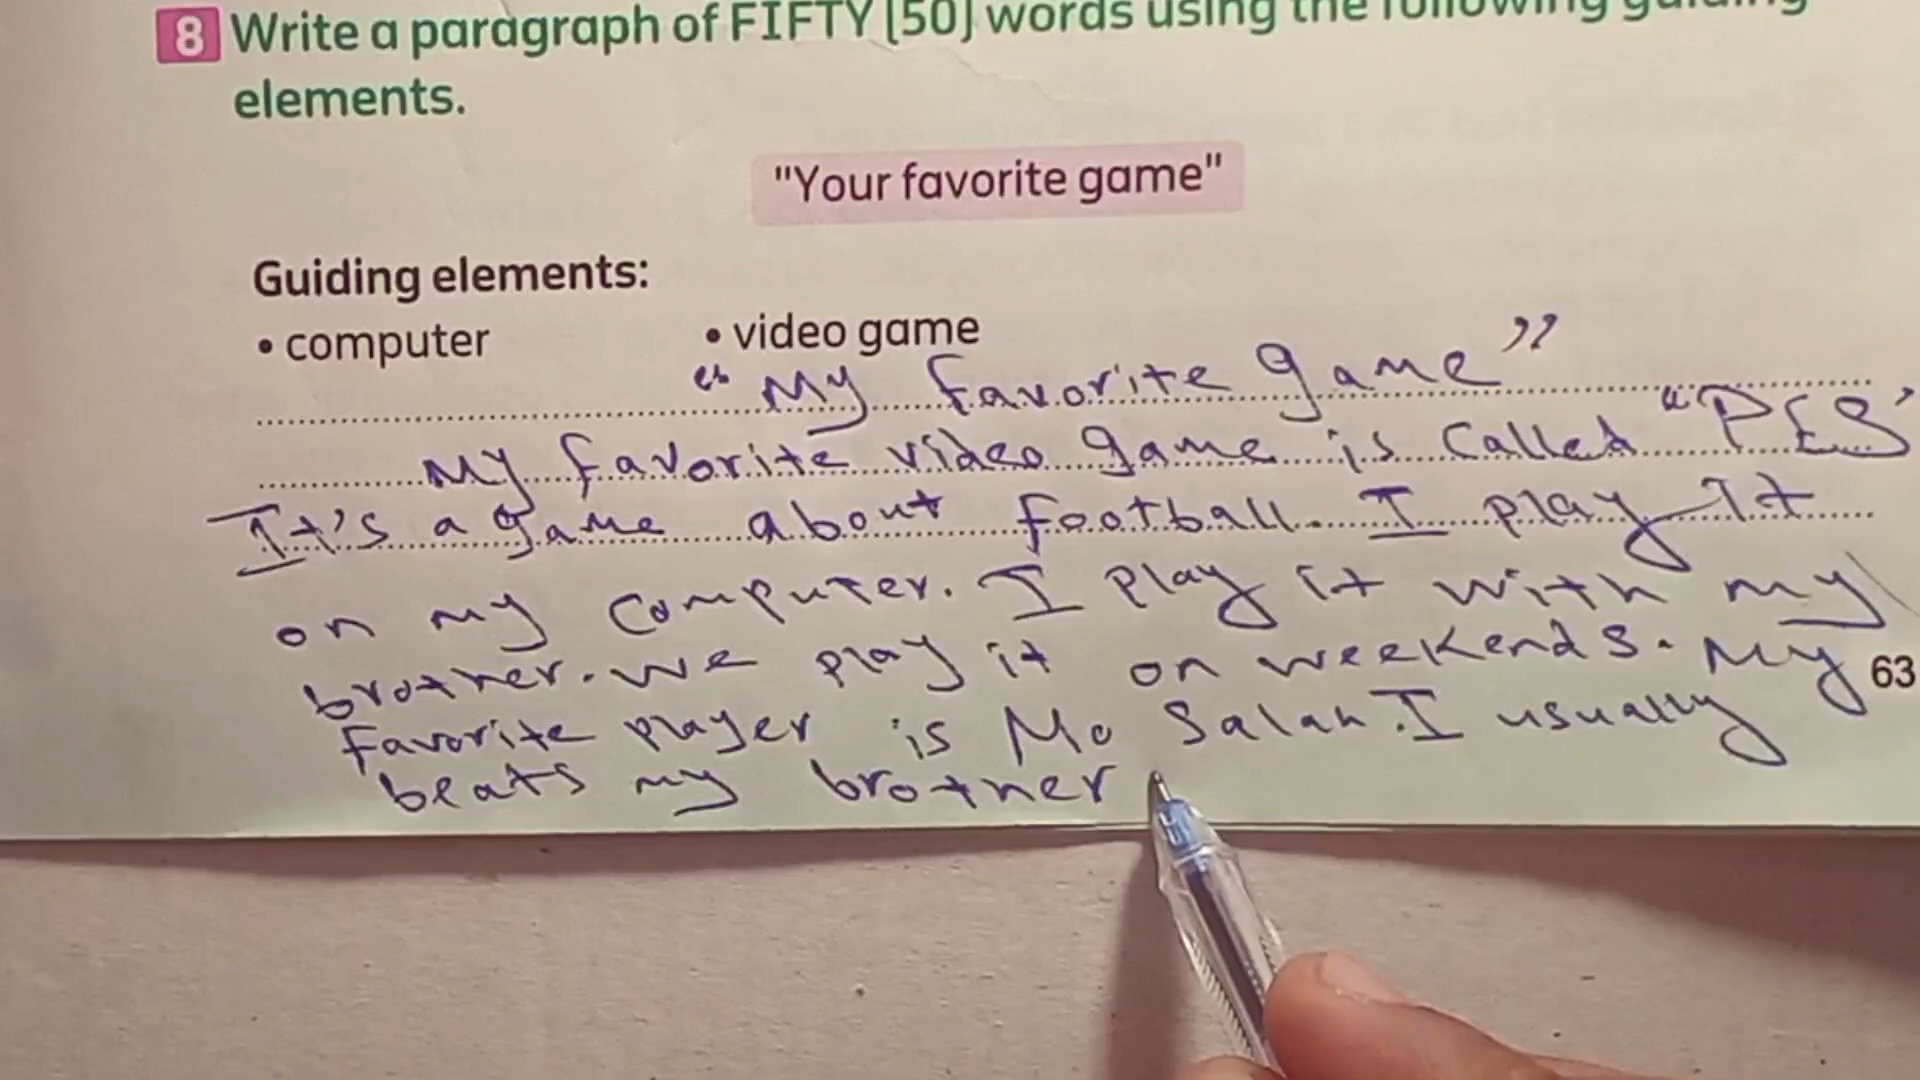 8 Write a paragraph of FIFTY (50) words using the following guiding
elements.
"Your favorite game"
Guiding elements:
• computer • video game
"My favorite game"
My favorite video game is called "PES"
It's a game about football. I play it
on my computer. I play it with my
brother. we play it on weekends. My
63
favorite player is Mo Salah. I usually
beats my brother